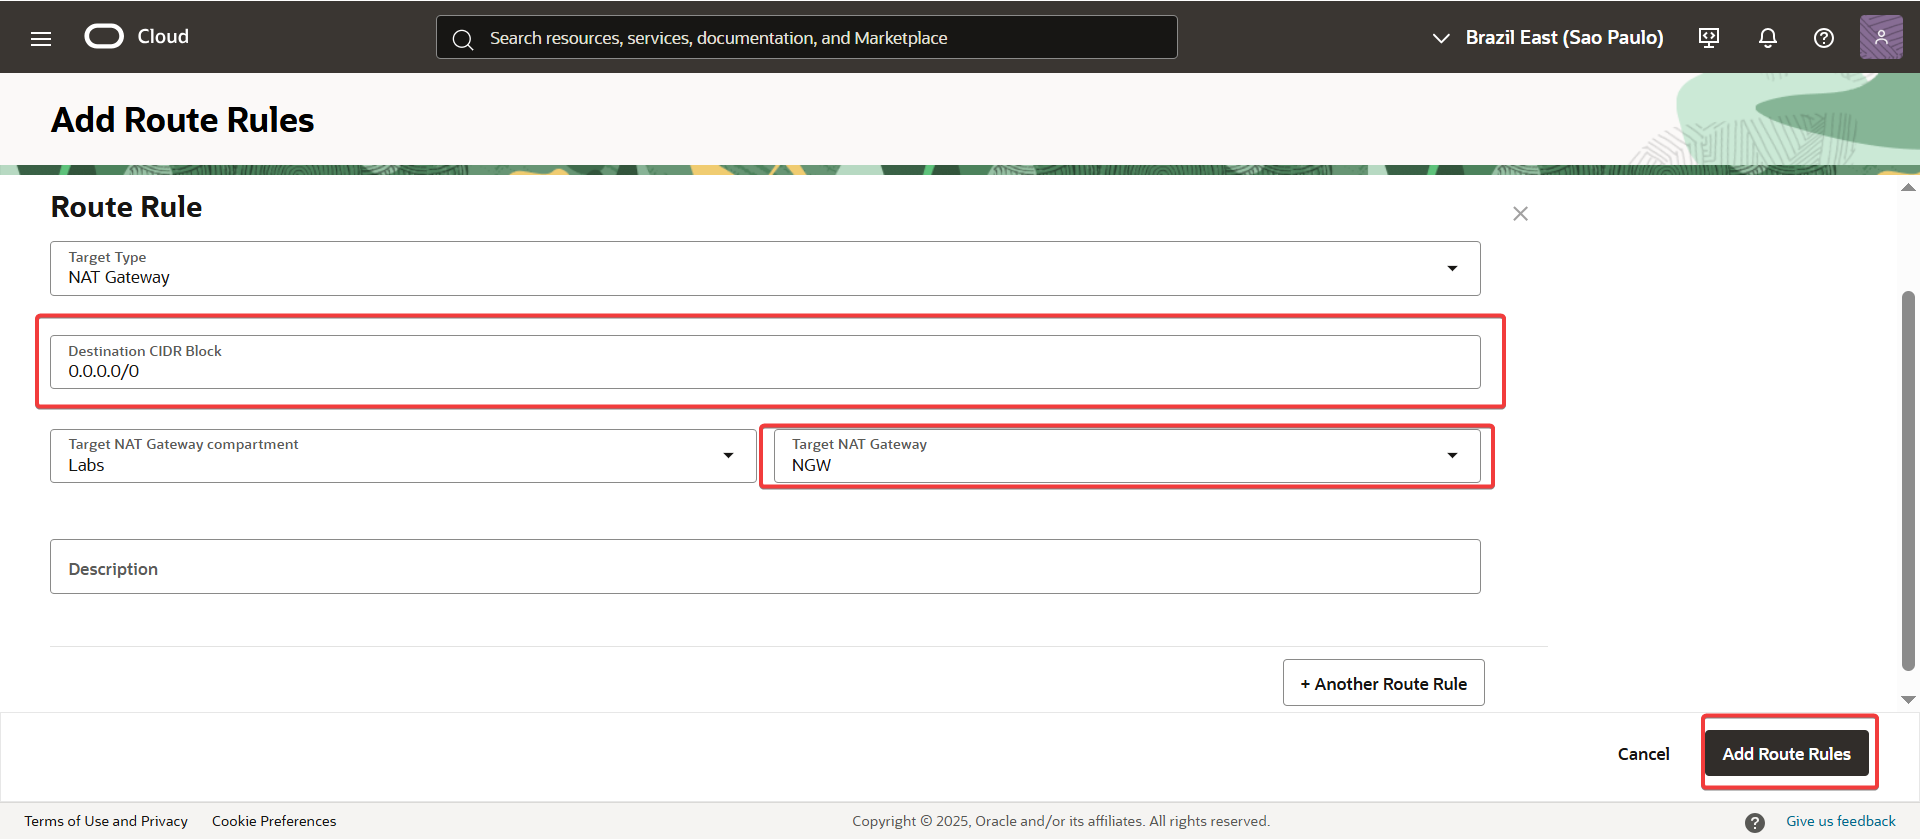 Cloud
Search resources, services, documentation, and Marketplace
Brazil East (Sao Paulo)
Add Route Rules
Route Rule
Target Type
NAT Gateway
Destination CIDR Block
0.0.0.0/0
Target NAT Gateway compartment
Labs
Target NAT Gateway
NGW
Description
+ Another Route Rule
Cancel
Add Route Rules
Terms of Use and Privacy
Cookie Preferences
Copyright © 2025, Oracle and/or its affiliates. All rights reserved.
Give us feedback